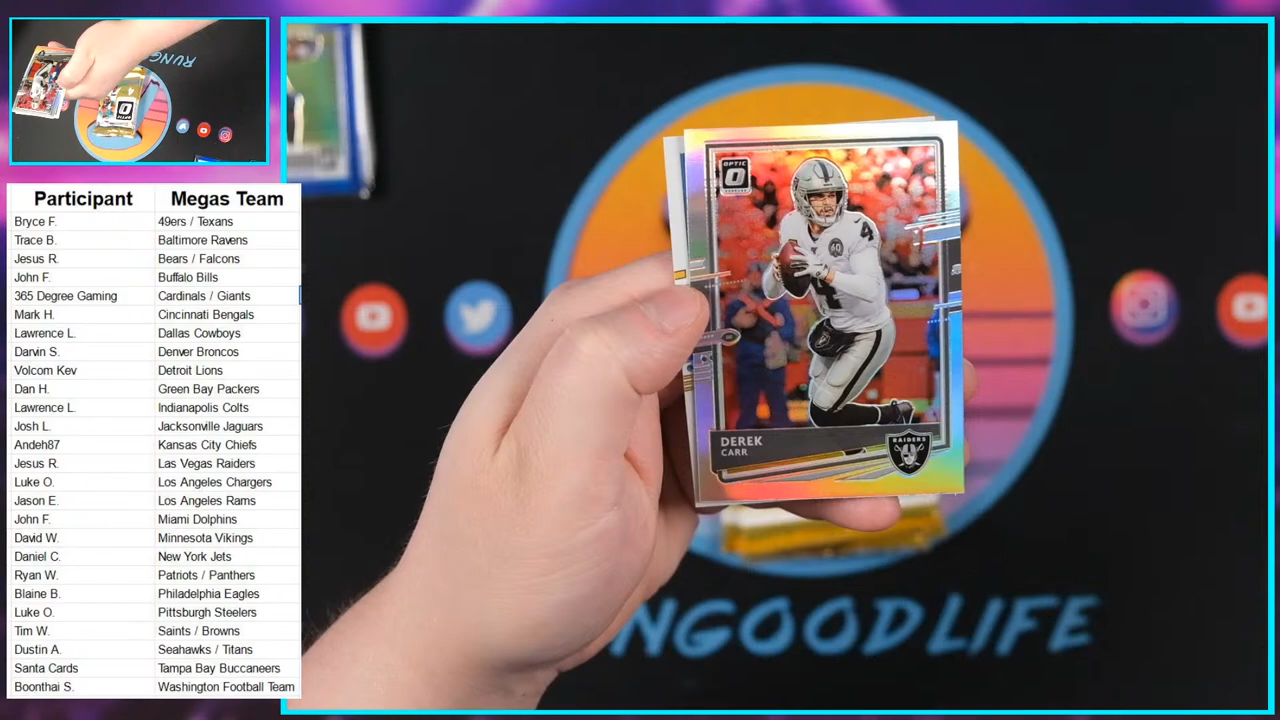 Participant Megas Team
Bryce F. 49ers / Texans
Trace B. Baltimore Ravens
Jesus R. Bears / Falcons
John F. Buffalo Bills
365 Degree Gaming Cardinals / Giants
Mark H. Cincinnati Bengals
Lawrence L. Dallas Cowboys
Darvin S. Denver Broncos
Volcom Kev Detroit Lions
Dan H. Green Bay Packers
Lawrence L. Indianapolis Colts
Josh L. Jacksonville Jaguars
Andeh87 Kansas City Chiefs
Jesus R. Las Vegas Raiders
Luke O. Los Angeles Chargers
Jason E. Los Angeles Rams
John F. Miami Dolphins
David W. Minnesota Vikings
Daniel C. New York Jets
Ryan W. Patriots / Panthers
Blaine B. Philadelphia Eagles
Luke O. Pittsburgh Steelers
Tim W. Saints / Browns
Dustin A. Seahawks / Titans
Santa Cards Tampa Bay Buccaneers
Boonthai S. Washington Football Team
OPTIC
4
4
DEREK
CARR
RAIDERS
NGOODLIFE